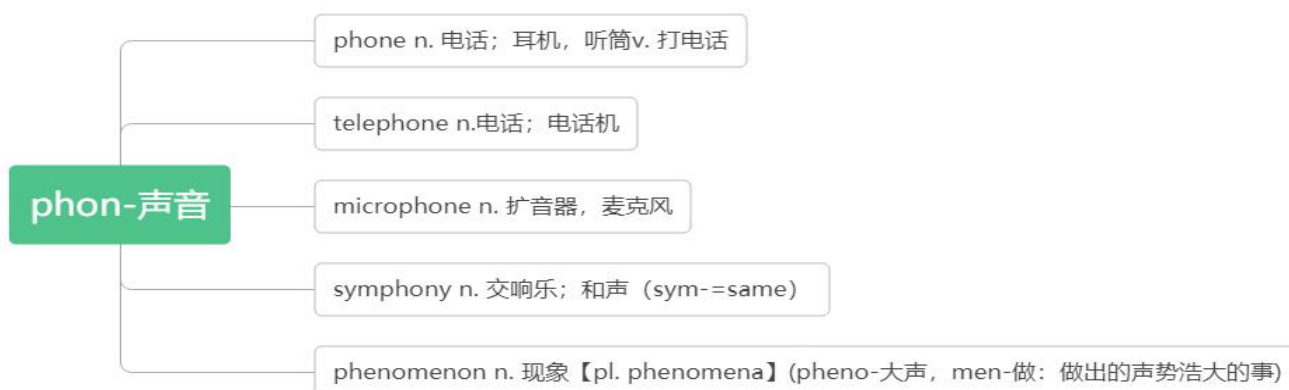 phone n. 电话；耳机，听筒v. 打电话
telephone n.电话；电话机
phon-声音
microphone n. 扩音器，麦克风
symphony n. 交响乐；和声（sym-=same）
phenomenon n. 现象【pl. phenomena】(pheno-大声，men-做：做出的声势浩大的事)